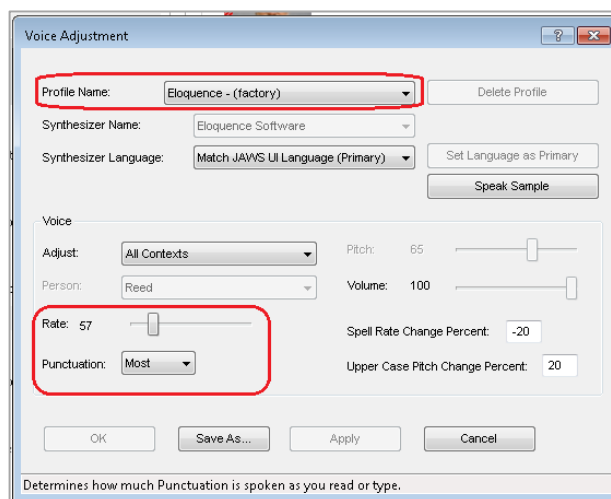 Voice Adjustment
Profile Name: Eloquence - (factory) Delete Profile
Synthesizer Name: Eloquence Software
Synthesizer Language: Match JAWS UI Language (Primary) Set Language as Primary
Speak Sample
Voice
Adjust: All Contexts Pitch: 65
Person: Reed Volume: 100
Rate: 57 Spell Rate Change Percent: -20
Punctuation: Most Upper Case Pitch Change Percent: 20
OK Save As... Apply Cancel
Determines how much Punctuation is spoken as you read or type.